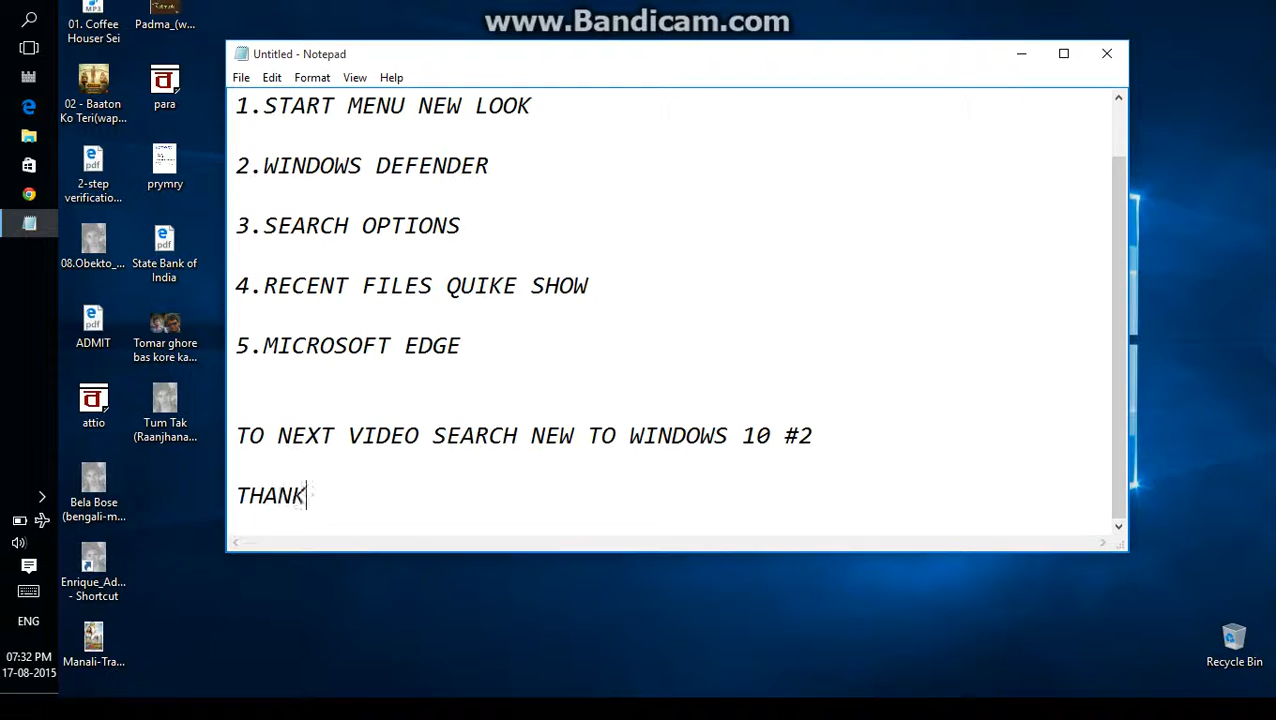 www.Bandicam.com
01. Coffee
Houser Sei
Padma_(w...
02 - Baaton
Ko Teri(wap...
para
pdf
2-step
verificatio...
prymry
08.Obekto_...
State Bank of
India
pdf
ADMIT
Tomar ghore
bas kore ka...
attio
Tum Tak
(Raanjhana...
Bela Bose
(bengali-m...
Enrique_Ad...
- Shortcut
Manali-Tra...
ENG
07:32 PM
17-08-2015
Untitled - Notepad
File Edit Format View Help
1.START MENU NEW LOOK
2.WINDOWS DEFENDER
3.SEARCH OPTIONS
4.RECENT FILES QUIKE SHOW
5.MICROSOFT EDGE
TO NEXT VIDEO SEARCH NEW TO WINDOWS 10 #2
THANK
Recycle Bin